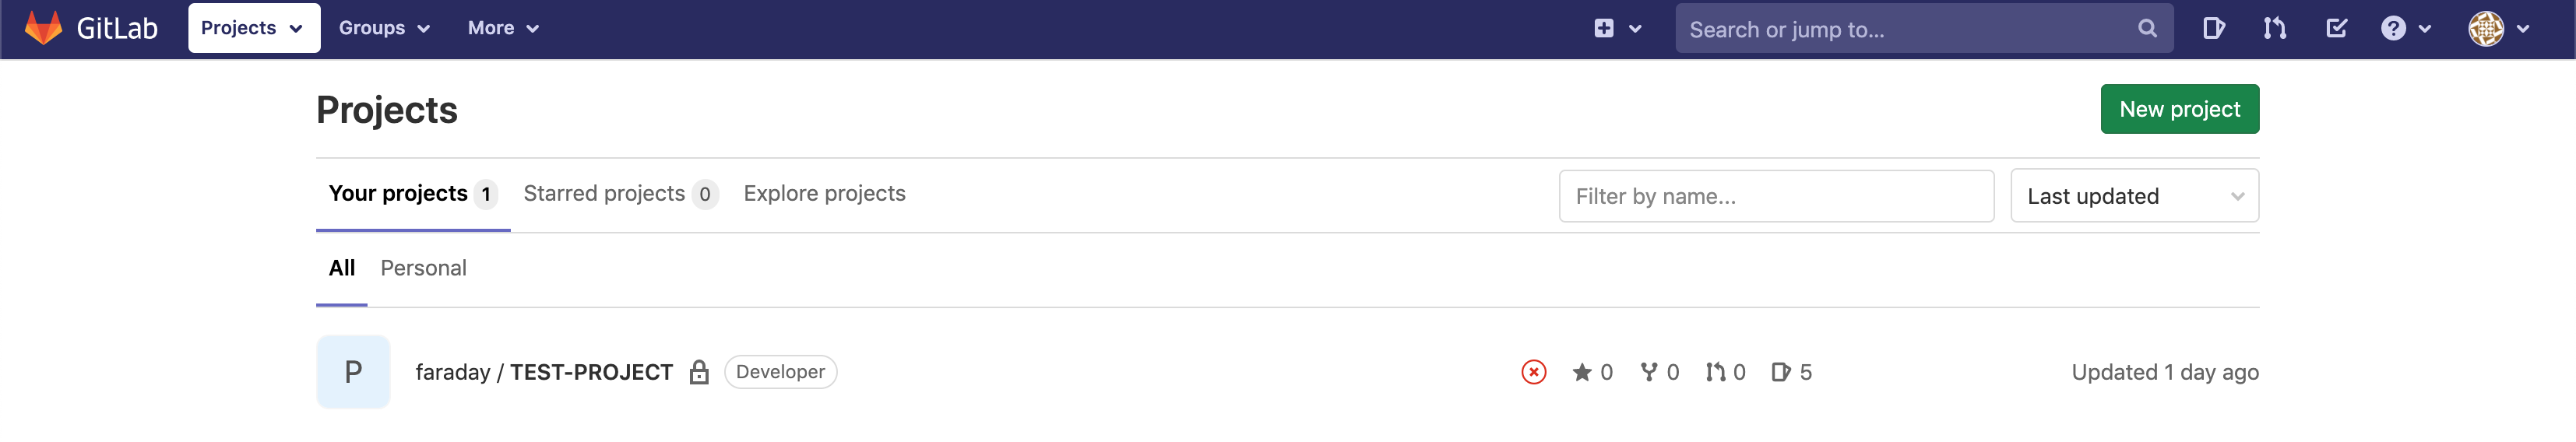 GitLab Projects Groups More Search or jump to...
Projects New project
Your projects 1 Starred projects 0 Explore projects Filter by name... Last updated
All Personal
P faraday / TEST-PROJECT Developer 0 0 0 5 Updated 1 day ago